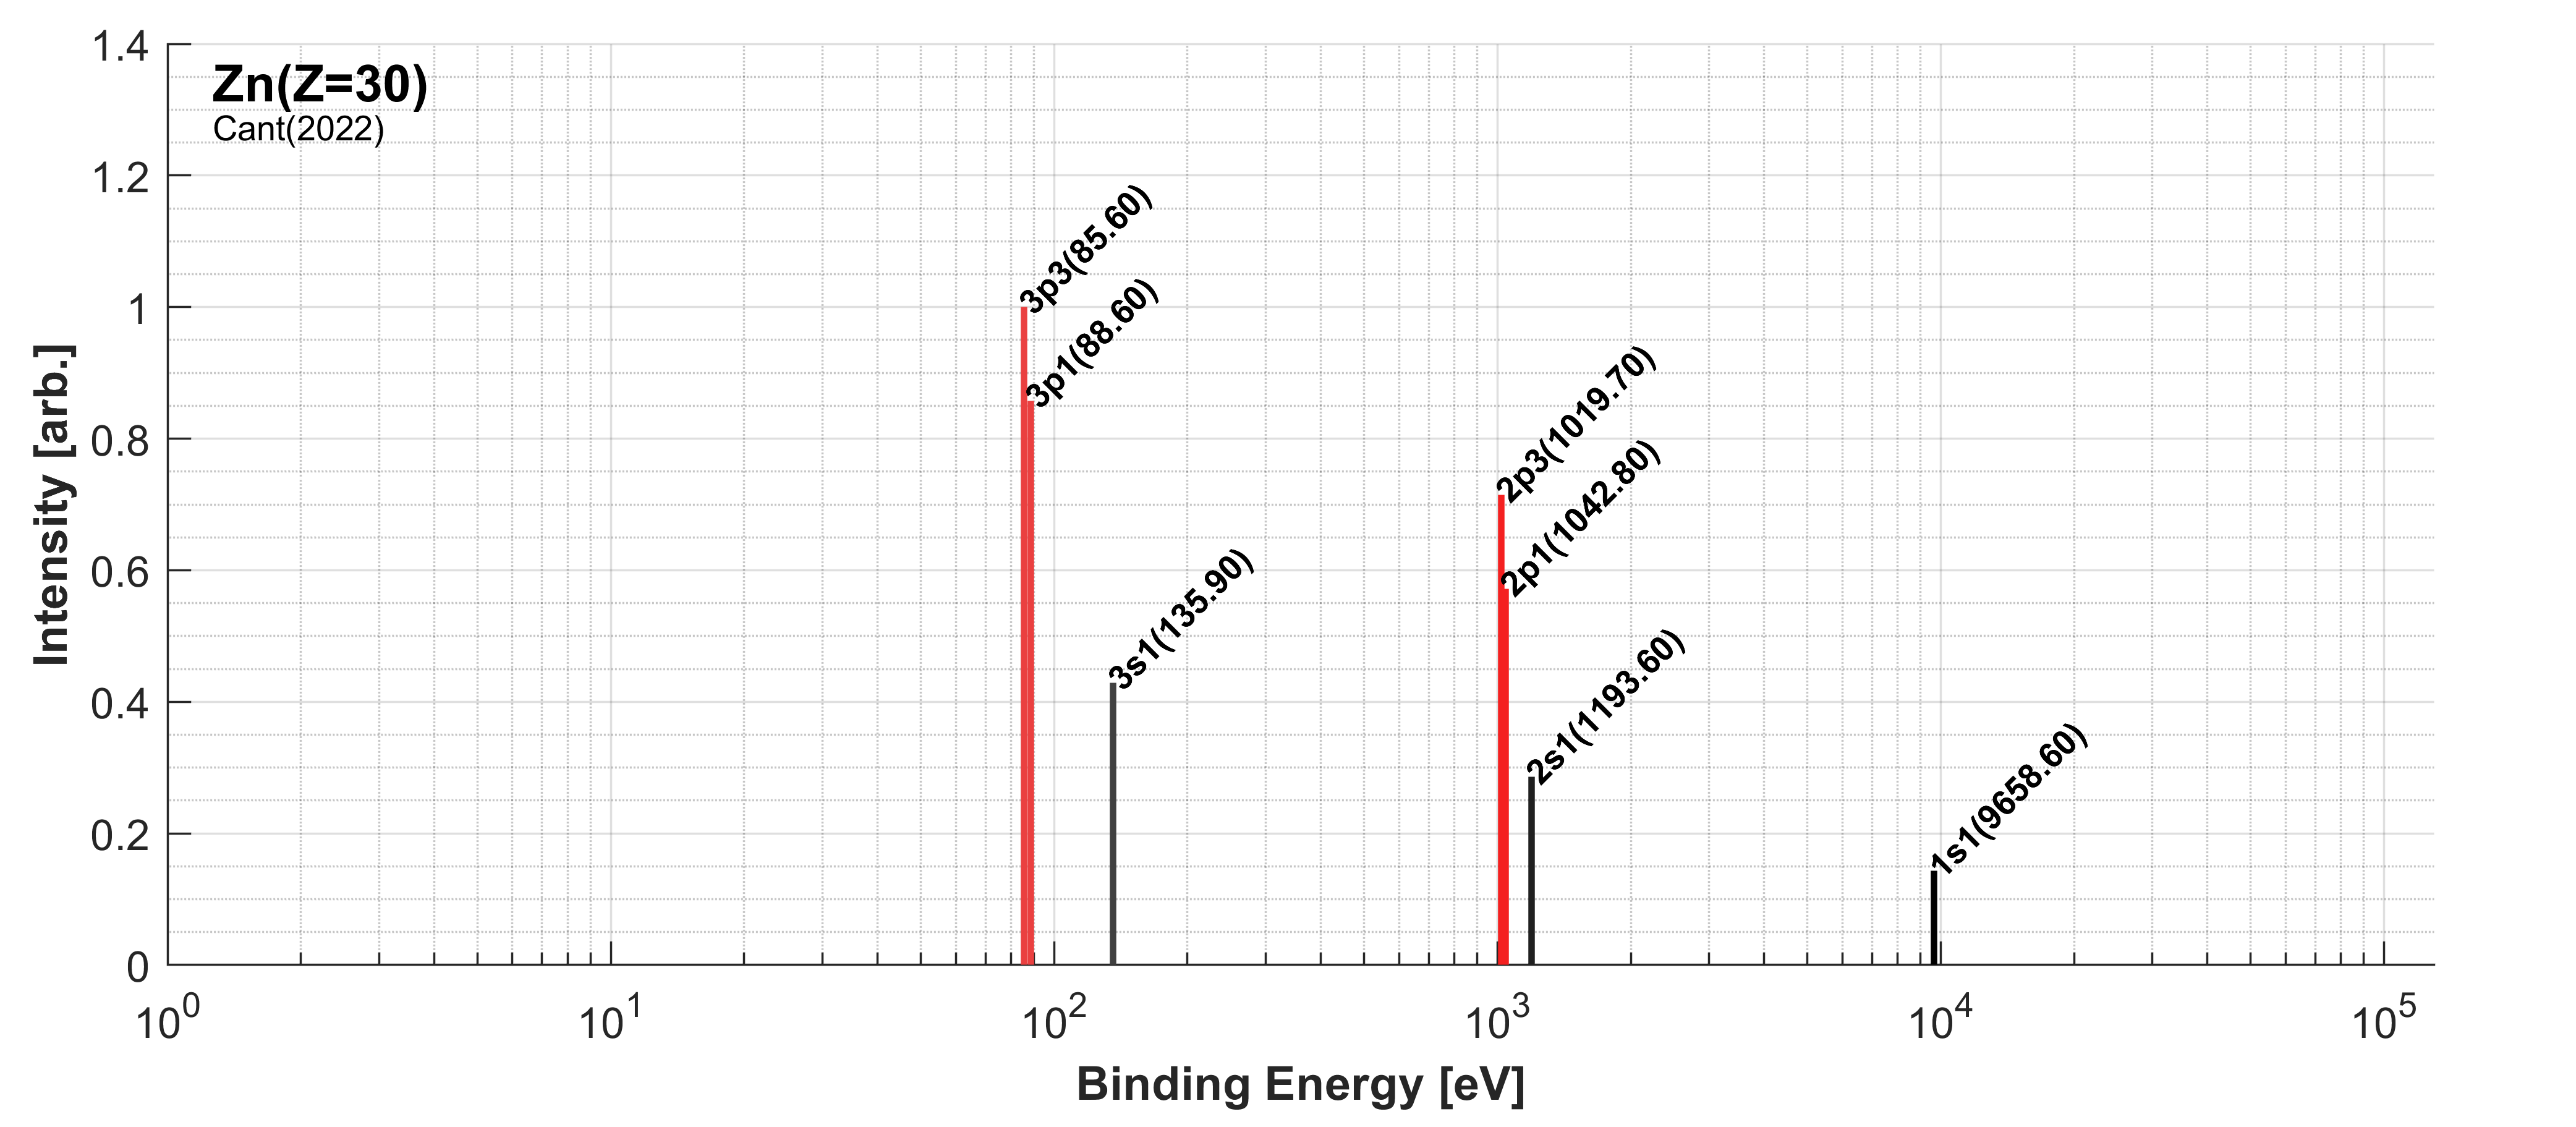 Zn(Z=30)
Cant(2022)
1.4
1.2
1
0.8
0.6
0.4
0.2
0
Intensity [arb.]
3p3(85.60)
3p1(88.60)
3s1(135.90)
2p3(1019.70)
2p1(1042.80)
2s1(1193.60)
1s1(9658.60)
10^0 10^1 10^2 10^3 10^4 10^5
Binding Energy [eV]